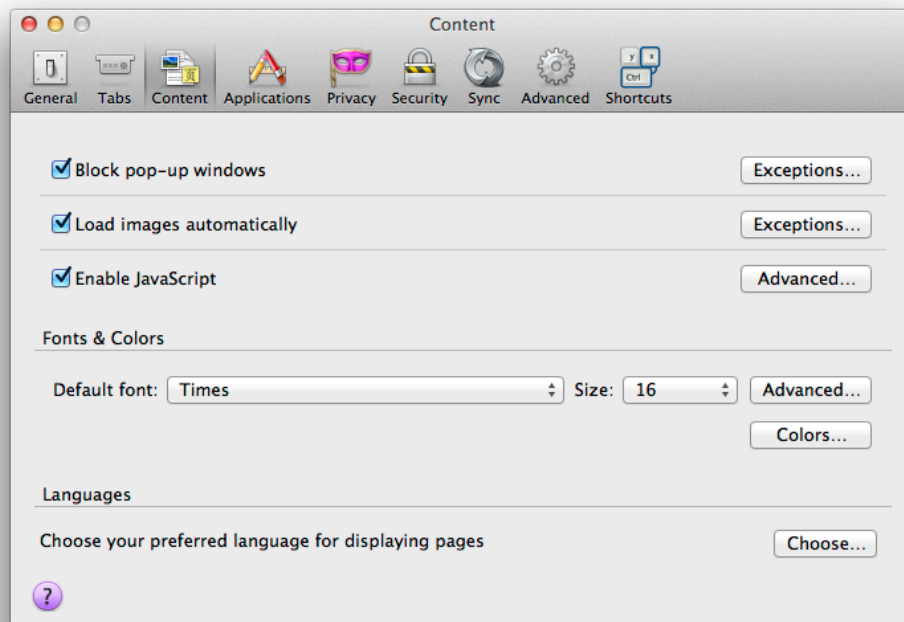 Content
General Tabs Content Applications Privacy Security Sync Advanced Shortcuts
Block pop-up windows Exceptions...
Load images automatically Exceptions...
Enable JavaScript Advanced...
Fonts & Colors
Default font: Times Size: 16 Advanced...
Colors...
Languages
Choose your preferred language for displaying pages Choose...
?